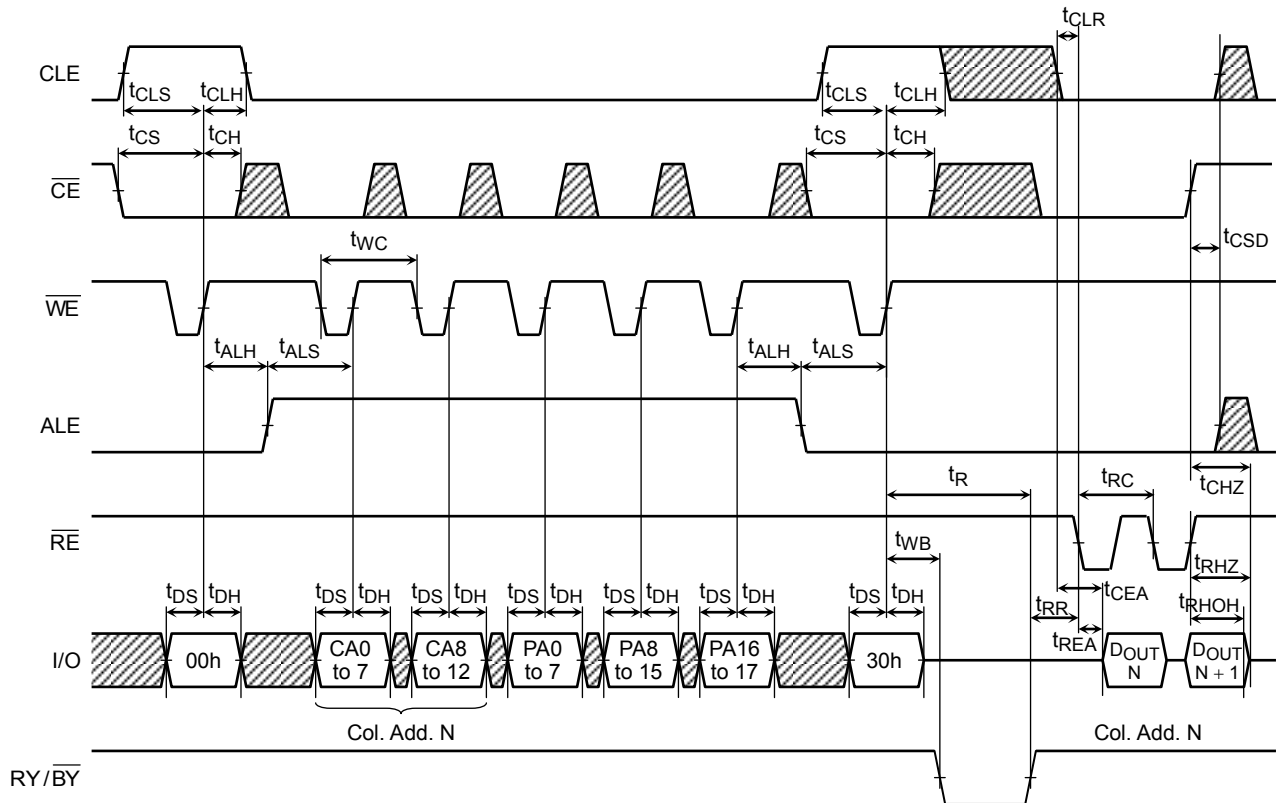 tCLR
CLE
tCLS tCLH tCLS tCLH
tCS tCH tCS tCH
CE
tWC tCSD
WE
tALH tALS tALH tALS
ALE
tR tRC tCHZ
RE
tWB tRHZ
tDS tDH tDS tDH tDS tDH tDS tDH tDS tDH tDS tDH tDS tDH tCEA
tRR tRHOH
tREA
I/O 00h CA0 to 7 CA8 to 12 PA0 to 7 PA8 to 15 PA16 to 17 30h DOUT N DOUT N + 1
Col. Add. N Col. Add. N
RY/BY